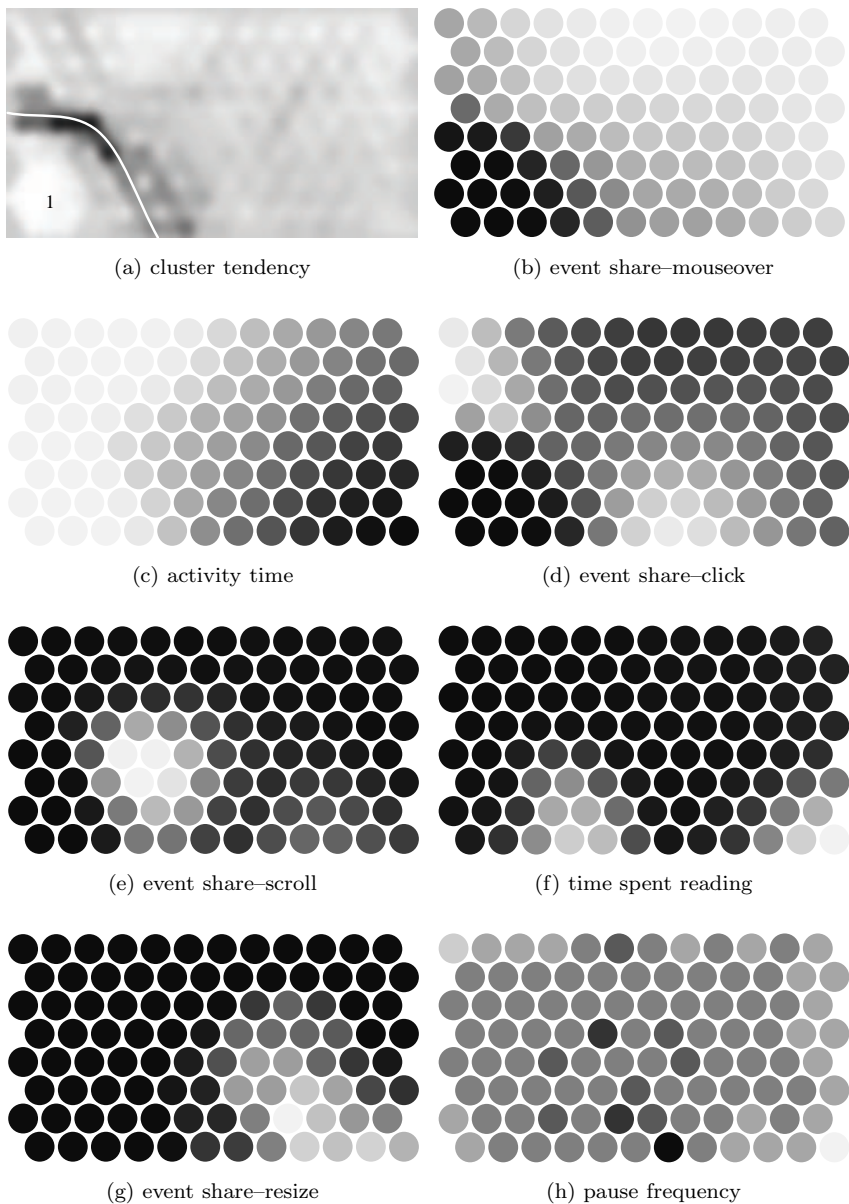 1
(a) cluster tendency
(b) event share–mouseover
(c) activity time
(d) event share–click
(e) event share–scroll
(f) time spent reading
(g) event share–resize
(h) pause frequency